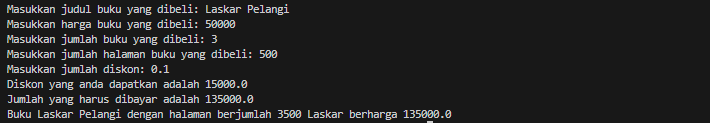 Masukkan judul buku yang dibeli: Laskar Pelangi
Masukkan harga buku yang dibeli: 50000
Masukkan jumlah buku yang dibeli: 3
Masukkan jumlah halaman buku yang dibeli: 500
Masukkan jumlah diskon: 0.1
Diskon yang anda dapatkan adalah 15000.0
Jumlah yang harus dibayar adalah 135000.0
Buku Laskar Pelangi dengan halaman berjumlah 3500 Laskar berharga 135000.0